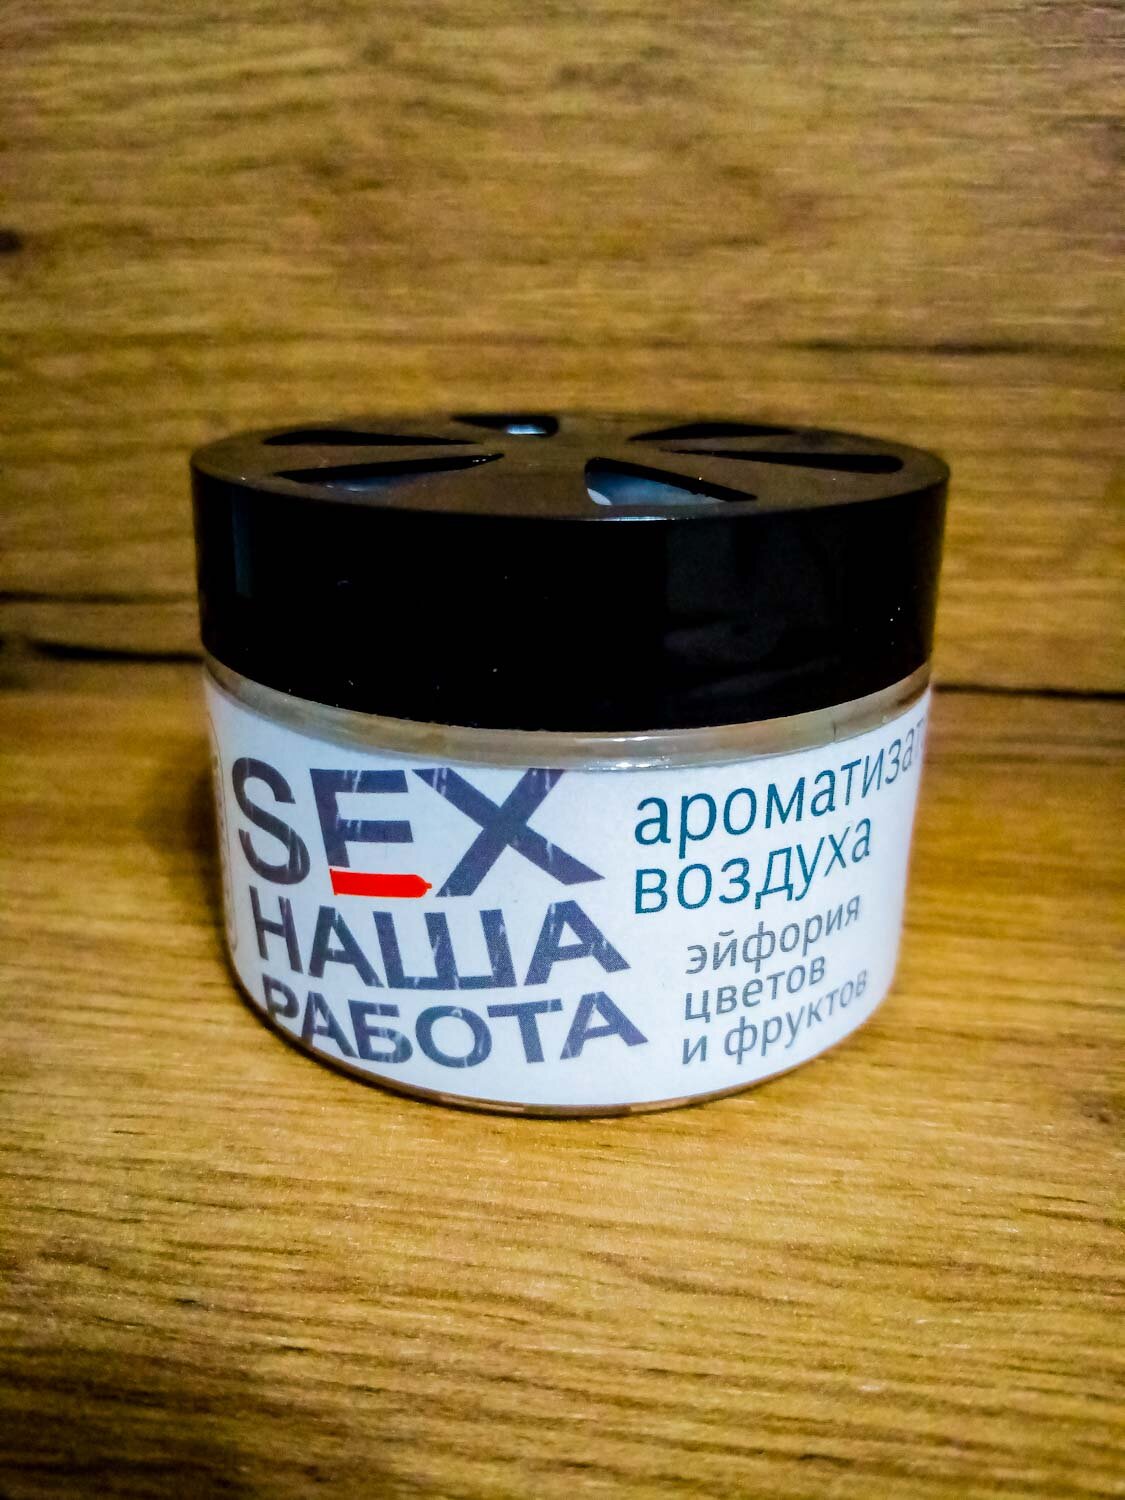 SEX
НАША
РАБОТА
ароматизат
воздуха
эйфория
цветов
и фруктов